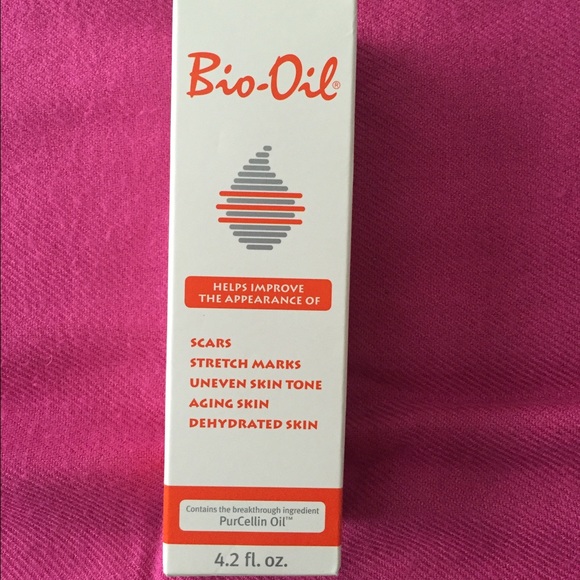 Bio-Oil®
HELPS IMPROVE
THE APPEARANCE OF
SCARS
STRETCH MARKS
UNEVEN SKIN TONE
AGING SKIN
DEHYDRATED SKIN
Contains the breakthrough ingredient
PurCellin Oil™
4.2 fl. oz.